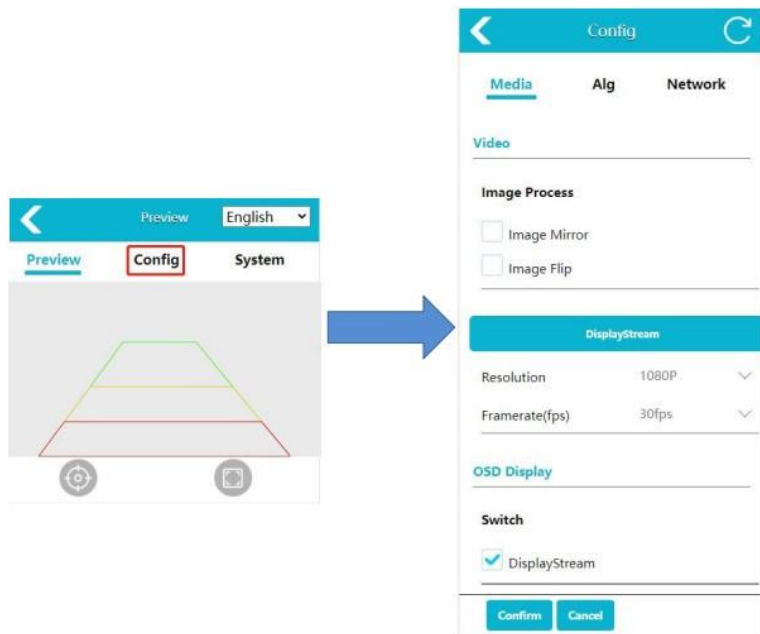 Preview
English
Preview Config System
Config
Media Alg Network
Video
Image Process
Image Mirror
Image Flip
DisplayStream
Resolution 1080P
Framerate(fps) 30fps
OSD Display
Switch
DisplayStream
Confirm Cancel